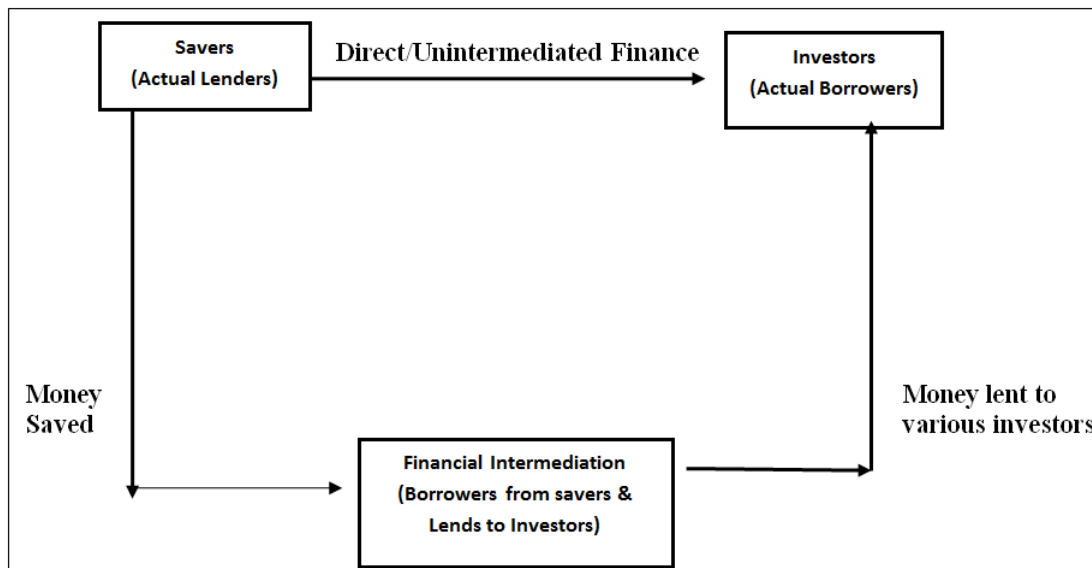 Savers
(Actual Lenders)
Direct/Unintermediated Finance
Investors
(Actual Borrowers)
Money
Saved
Financial Intermediation
(Borrowers from savers &
Lends to Investors)
Money lent to
various investors